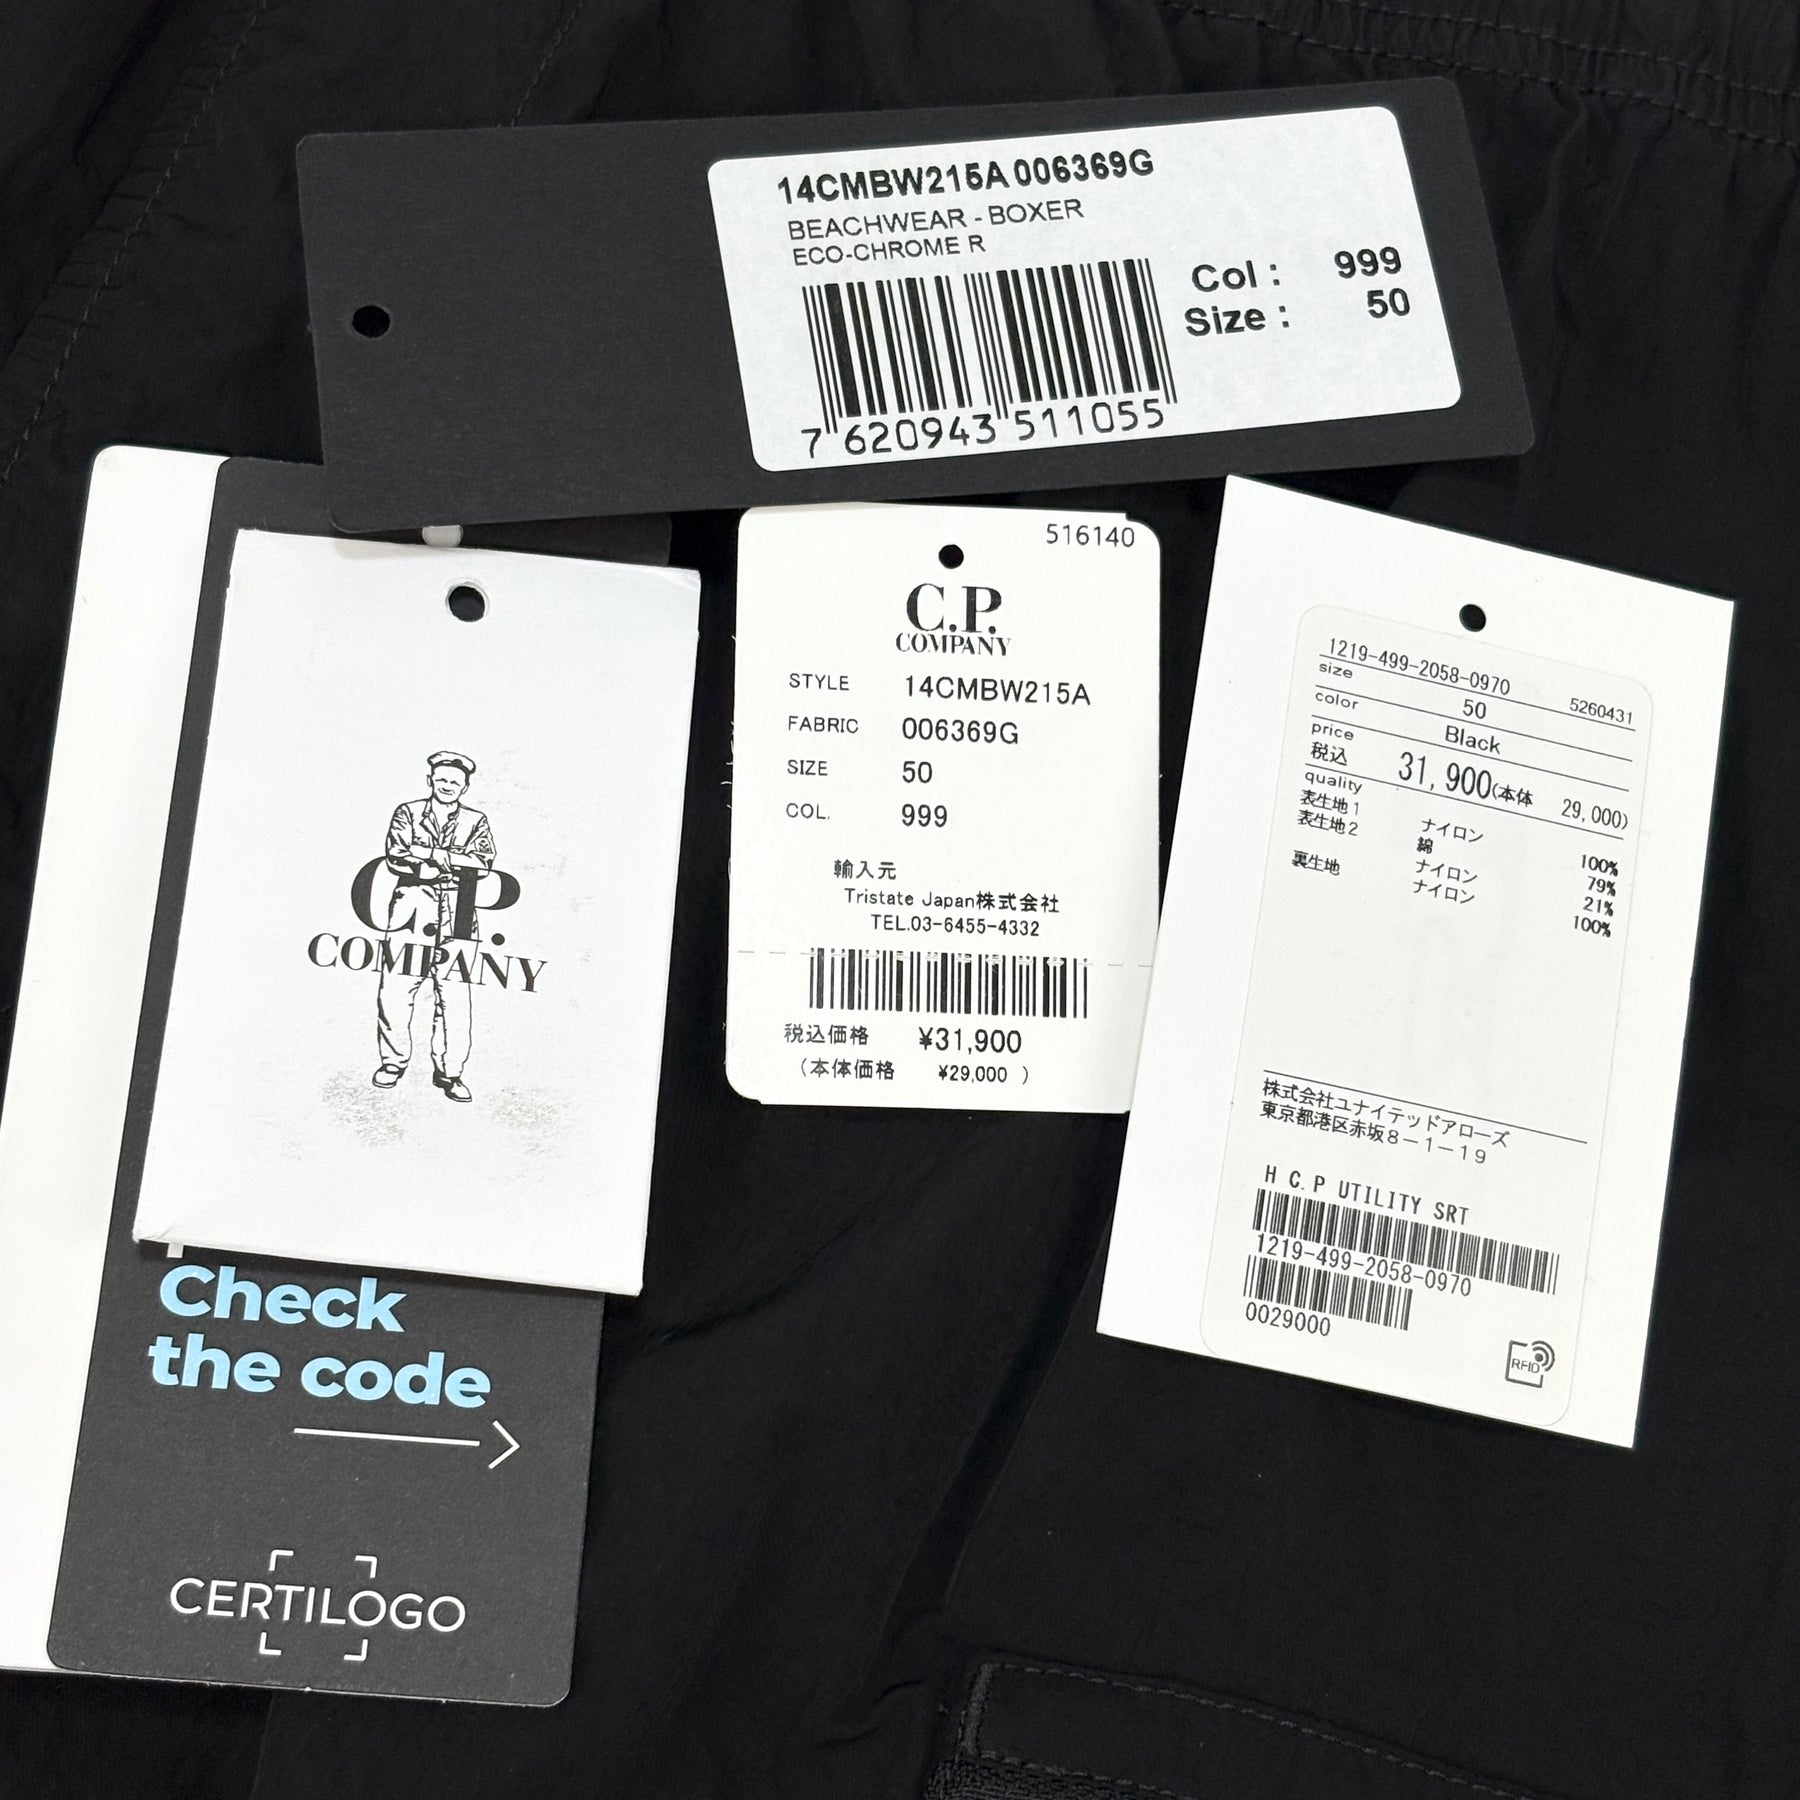 14CMBW215A 006369G
BEACHWEAR - BOXER
ECO-CHROME R
Col : 999
Size : 50
7 620943 511055
C.P.
COMPANY
Check
the code
CERTILOGO
516140
C.P.
COMPANY
STYLE 14CMBW215A
FABRIC 006369G
SIZE 50
COL. 999
輸入元
Tristate Japan株式会社
TEL.03-6455-4332
税込価格 ¥31,900
(本体価格 ¥29,000 )
1219-499-2058-0970
size 50 5260431
color Black
price
税込 31,900(本体 29,000)
quality
表生地1 ナイロン 100%
表生地2 綿 79%
ナイロン 21%
裏生地 ナイロン 100%
株式会社ユナイテッドアローズ
東京都港区赤坂8-1-19
H C.P UTILITY SRT
1219-499-2058-0970
0029000
RFID